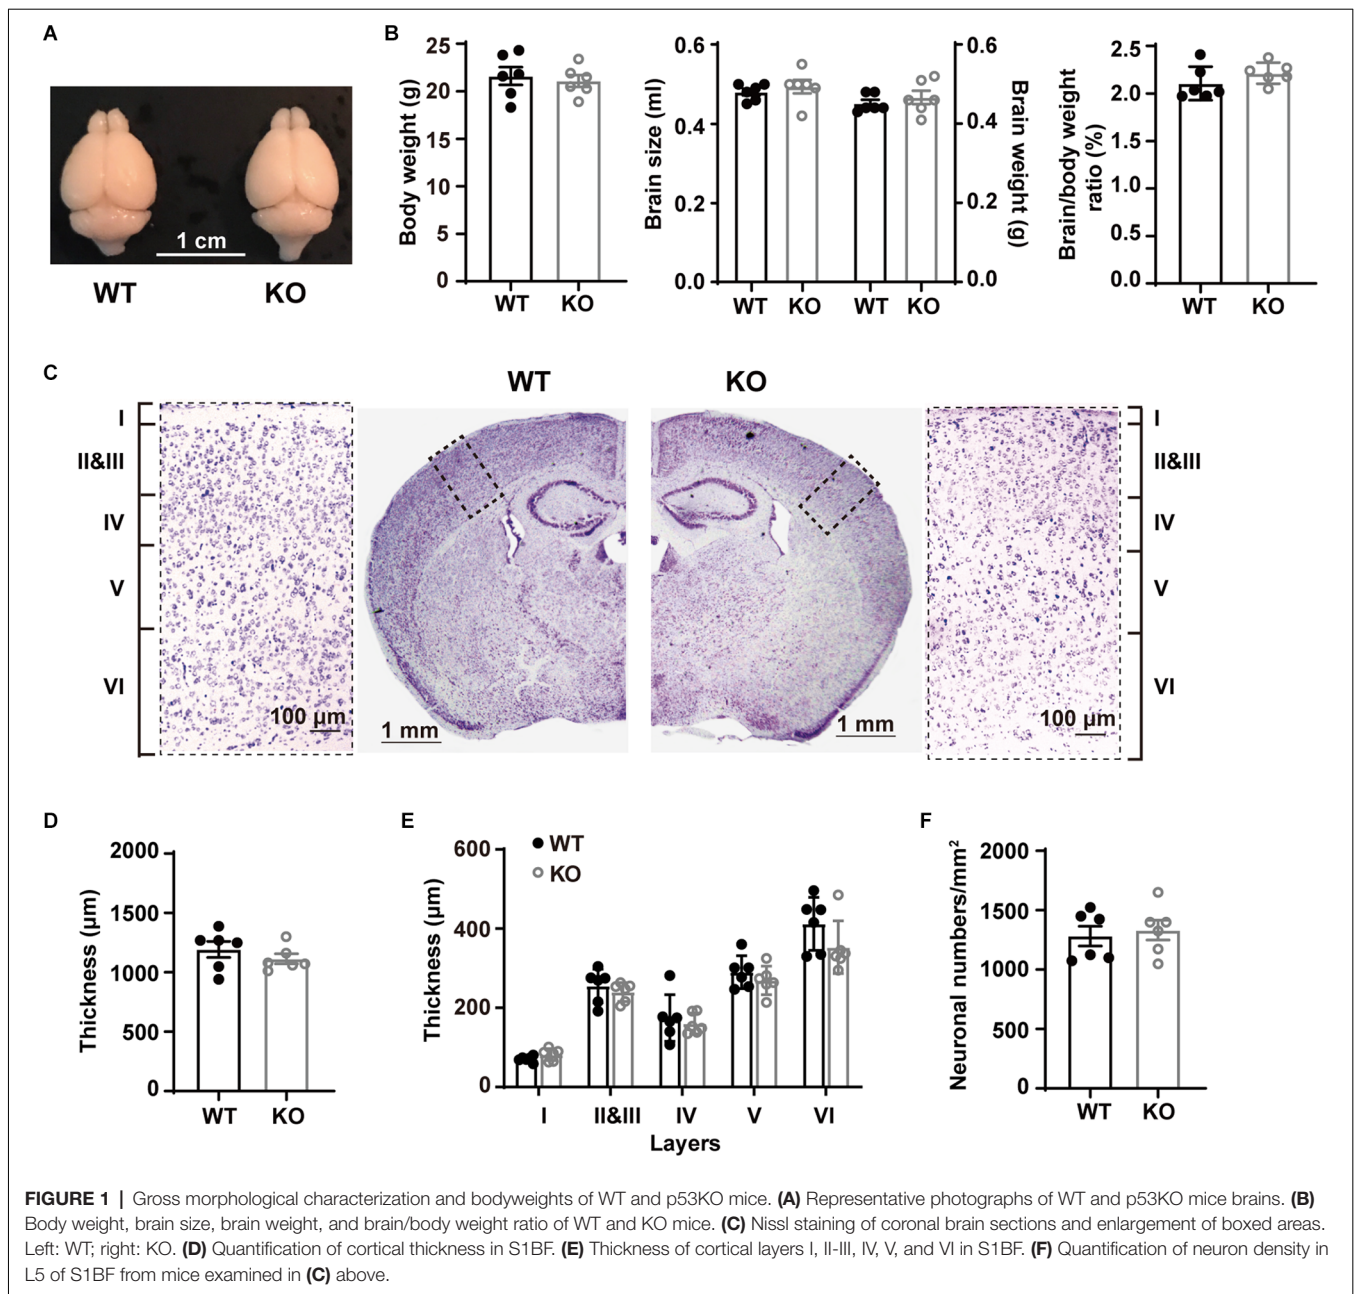 A
1 cm
WT KO
B
25
20
15
10
5
0
Body weight (g)
WT KO
0.6
0.4
0.2
0.0
Brain size (ml)
WT KO WT KO
0.6
0.4
0.2
0.0
Brain weight (g)
2.5
2.0
1.5
1.0
0.5
0.0
Brain/body weight
ratio (%)
WT KO
C
WT KO
I
II&III
IV
V
VI
100 µm
1 mm
1 mm
100 µm
I
II&III
IV
V
VI
D
2000
1500
1000
500
0
Thickness (µm)
WT KO
E
WT
KO
600
400
200
0
Thickness (µm)
I II&III IV V VI
Layers
F
2000
1500
1000
500
0
Neuronal numbers/mm²
WT KO
FIGURE 1 | Gross morphological characterization and bodyweights of WT and p53KO mice. (A) Representative photographs of WT and p53KO mice brains. (B)
Body weight, brain size, brain weight, and brain/body weight ratio of WT and KO mice. (C) Nissl staining of coronal brain sections and enlargement of boxed areas.
Left: WT; right: KO. (D) Quantification of cortical thickness in S1BF. (E) Thickness of cortical layers I, II-III, IV, V, and VI in S1BF. (F) Quantification of neuron density in
L5 of S1BF from mice examined in (C) above.